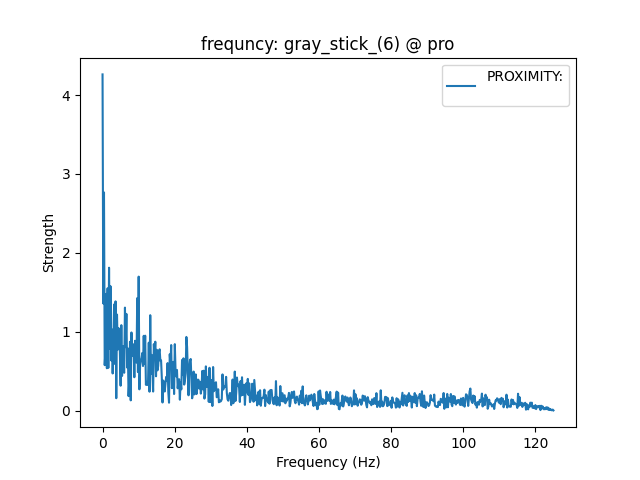 frequncy: gray_stick_(6) @ pro
PROXIMITY:
Strength
4
3
2
1
0
0 20 40 60 80 100 120
Frequency (Hz)